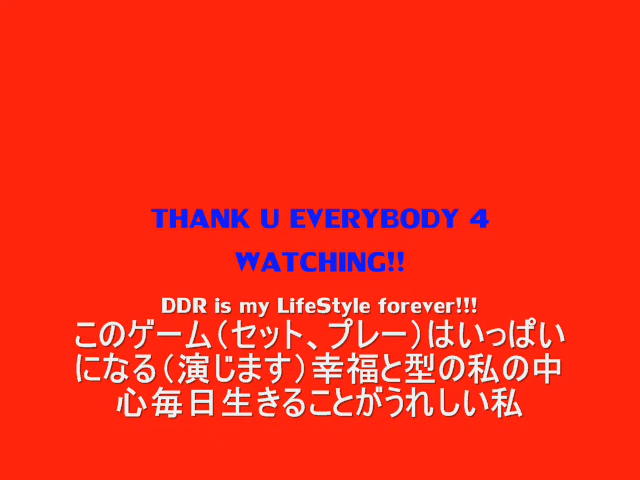 THANK U EVERYBODY 4
WATCHING!!
DDR is my LifeStyle forever!!!
このゲーム(セット、プレー)はいっぱい
になる(演じます)幸福と型の私の中
心毎日生きることがうれしい私